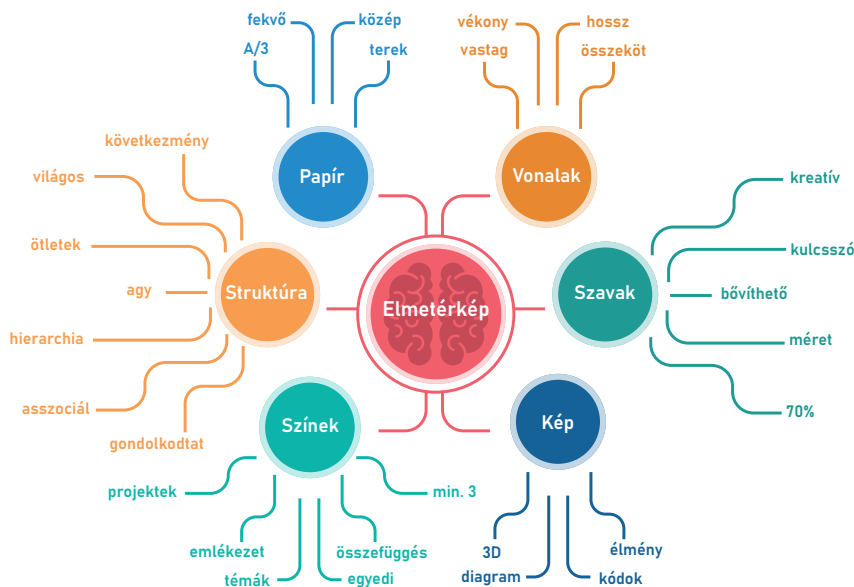 fekvő
közép
A/3
terek
Papír
vékony
hossz
vastag
összeköt
Vonalak
következmény
világos
ötletek
agy
hierarchia
asszociál
gondolkodtat
Struktúra
Elmetérkép
kreatív
kulcsszó
bővíthető
méret
70%
Szavak
Színek
projektek
min. 3
emlékezet
összefüggés
témák
egyedi
Kép
3D
élmény
diagram
kódok